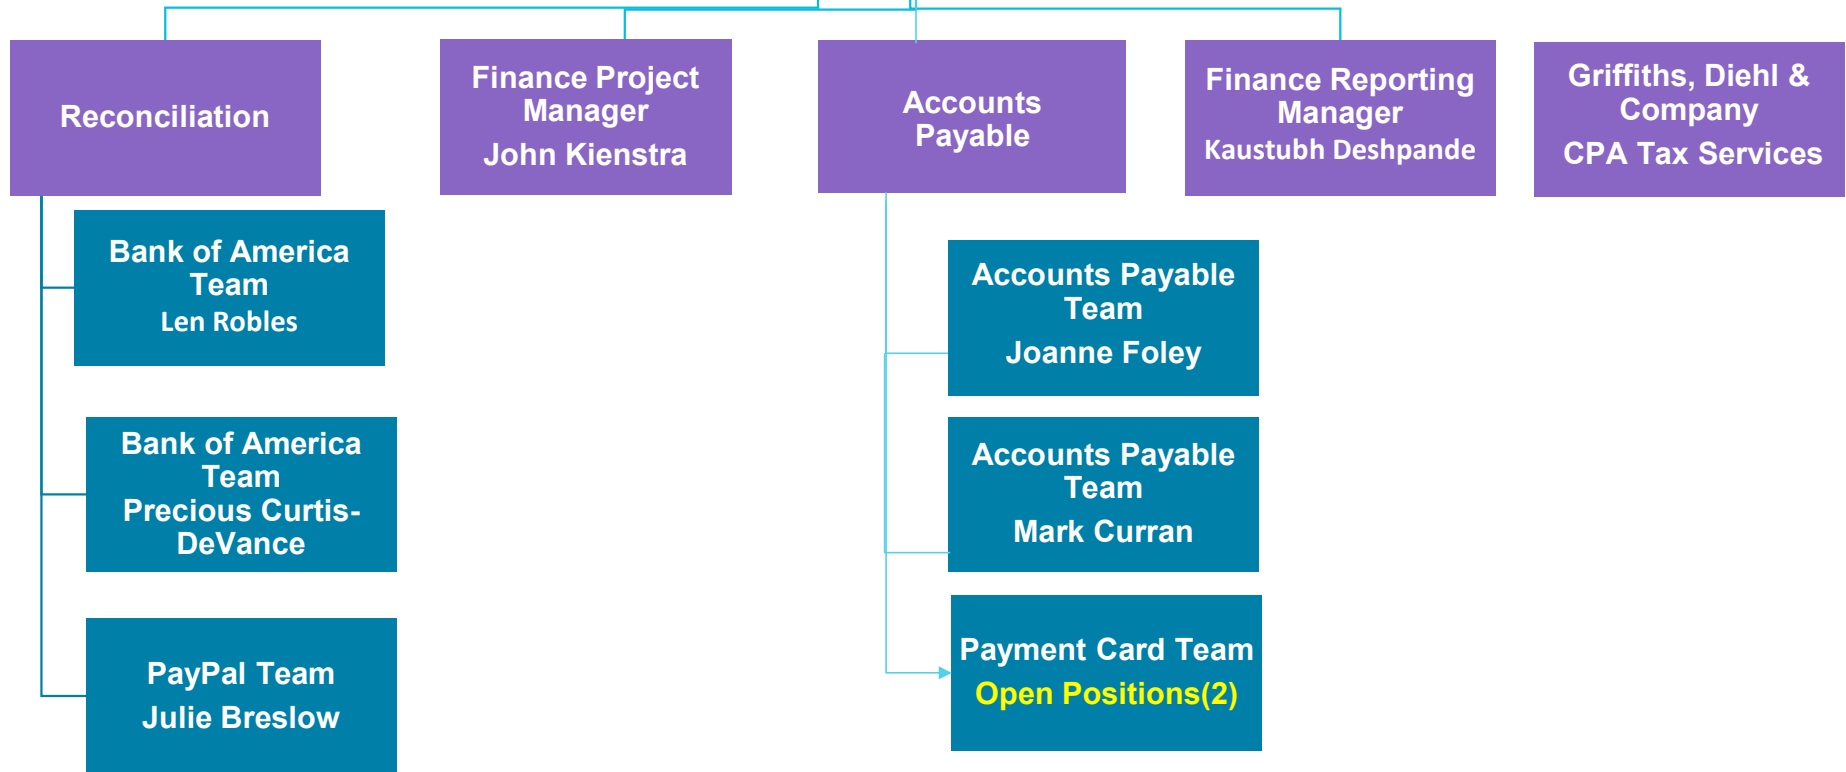 Reconciliation
Finance Project
Manager
John Kienstra
Accounts
Payable
Finance Reporting
Manager
Kaustubh Deshpande
Griffiths, Diehl &
Company
CPA Tax Services
Bank of America
Team
Len Robles
Bank of America
Team
Precious Curtis-
DeVance
PayPal Team
Julie Breslow
Accounts Payable
Team
Joanne Foley
Accounts Payable
Team
Mark Curran
Payment Card Team
Open Positions(2)